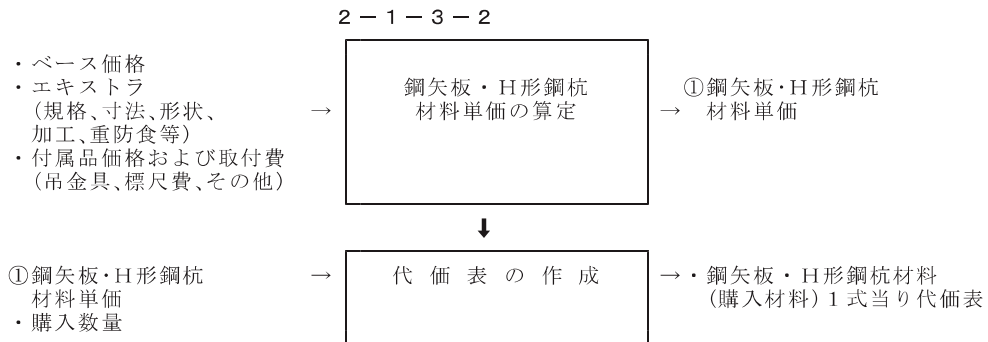 ２－１－３－２
・ベース価格
・エキストラ
（規格、寸法、形状、
加工、重防食等）
・付属品価格および取付費
（吊金具、標尺費、その他）
→
鋼矢板・Ｈ形鋼杭
材料単価の算定
→
①鋼矢板・Ｈ形鋼杭
材料単価
⬇
①鋼矢板・Ｈ形鋼杭
材料単価
・購入数量
→
代 価 表 の 作 成
→・鋼矢板・Ｈ形鋼杭材料
（購入材料）１式当り代価表